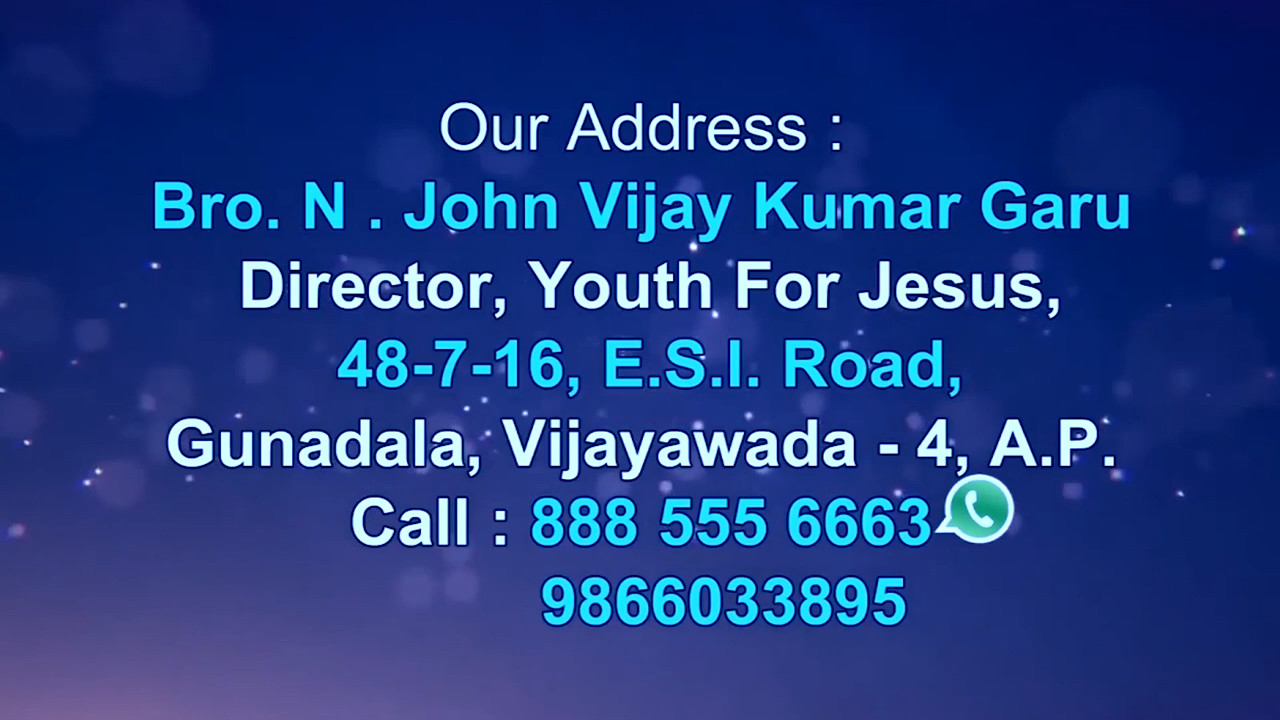 Our Address :
Bro. N . John Vijay Kumar Garu
Director, Youth For Jesus,
48-7-16, E.S.I. Road,
Gunadala, Vijayawada - 4, A.P.
Call : 888 555 6663
9866033895